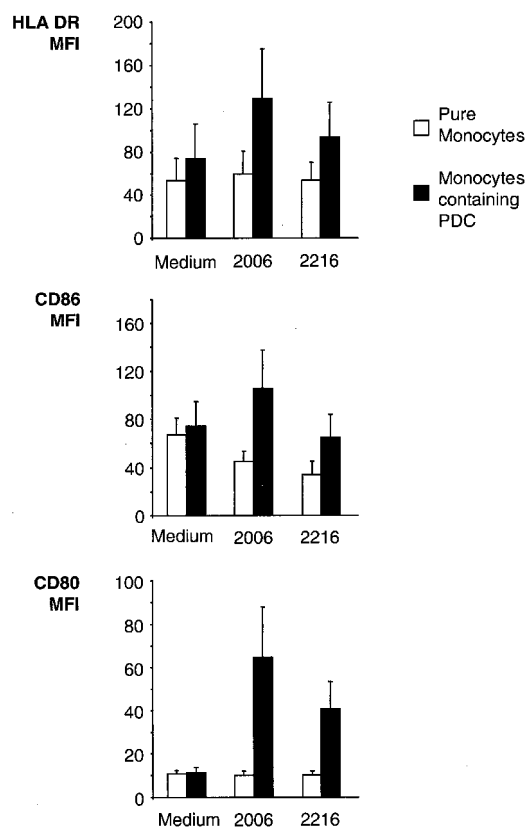 HLA DR
MFI
200
160
120
80
40
0
Medium 2006 2216
Pure
Monocytes
Monocytes
containing
PDC
CD86
MFI
160
120
80
40
0
Medium 2006 2216
CD80
MFI
100
80
60
40
20
0
Medium 2006 2216